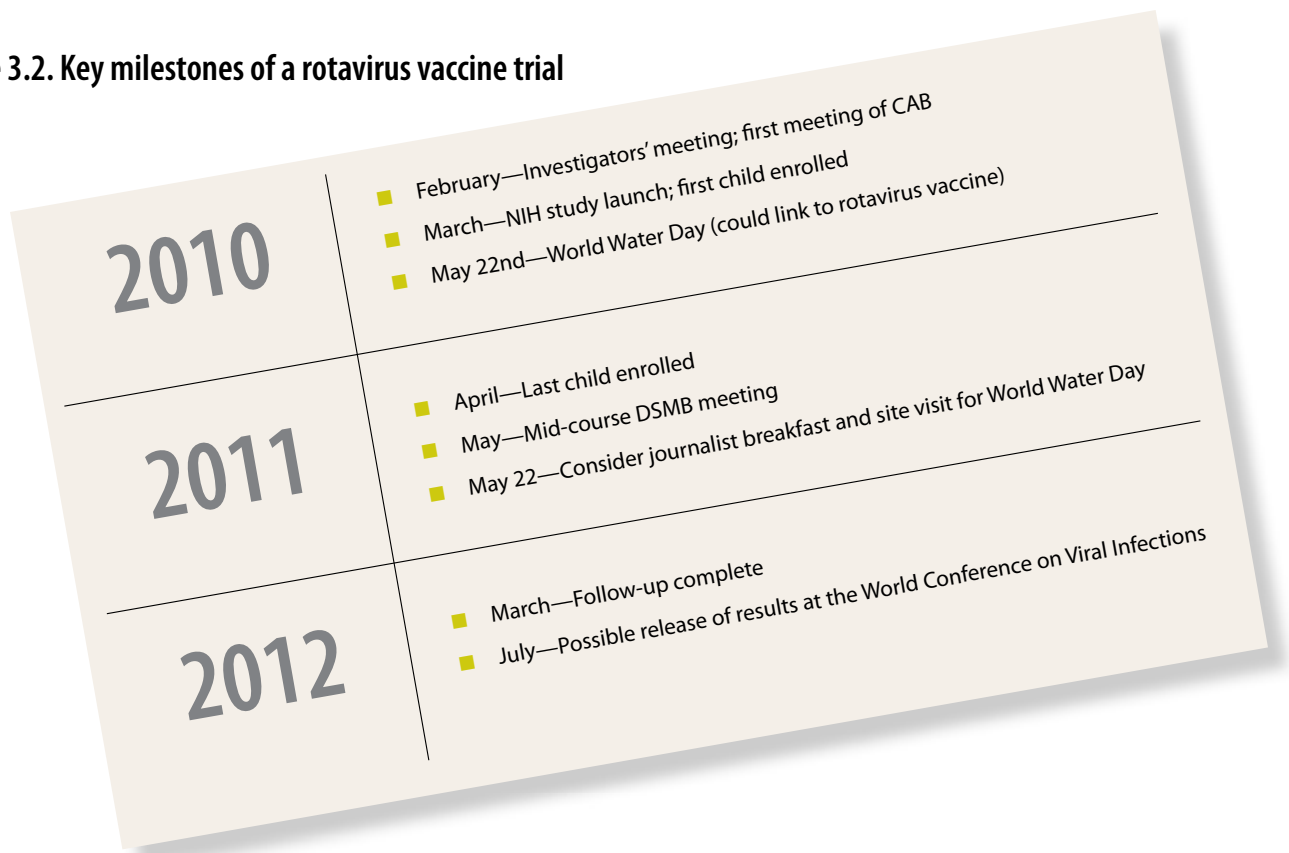 3.2. Key milestones of a rotavirus vaccine trial
2010
February—Investigators' meeting; first meeting of CAB
March—NIH study launch; first child enrolled
May 22nd—World Water Day (could link to rotavirus vaccine)
2011
April—Last child enrolled
May—Mid-course DSMB meeting
May 22—Consider journalist breakfast and site visit for World Water Day
2012
March—Follow-up complete
July—Possible release of results at the World Conference on Viral Infections